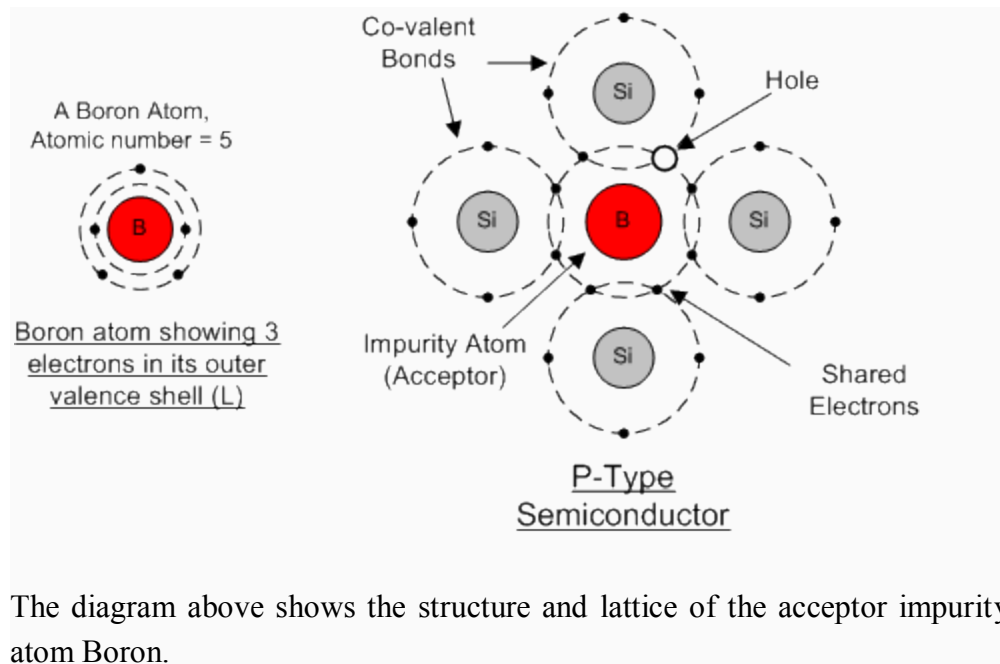 Co-valent
Bonds
Si
Hole
A Boron Atom,
Atomic number = 5
B
Si
B
Si
Boron atom showing 3
electrons in its outer
valence shell (L)
Impurity Atom
(Acceptor)
Si
Shared
Electrons
P-Type
Semiconductor
The diagram above shows the structure and lattice of the acceptor impurity
atom Boron.